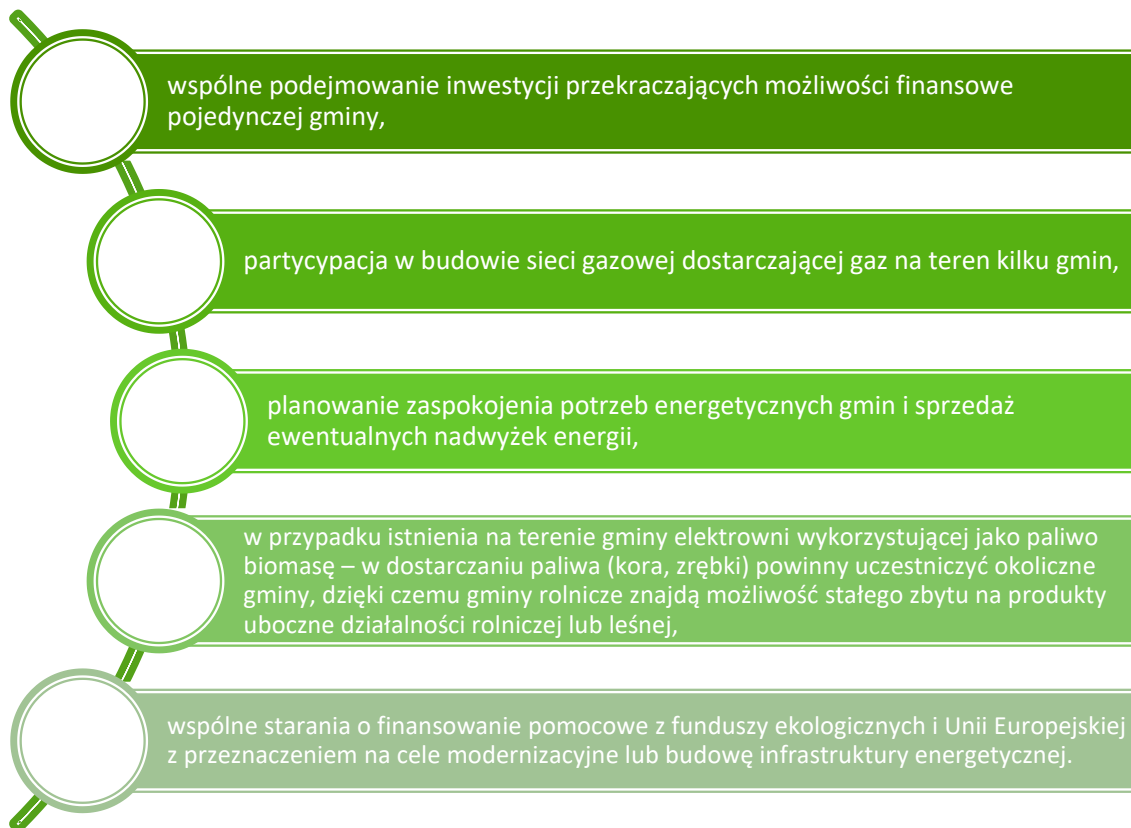 wspólne podejmowanie inwestycji przekraczających możliwości finansowe
pojedynczej gminy,
partycypacja w budowie sieci gazowej dostarczającej gaz na teren kilku gmin,
planowanie zaspokojenia potrzeb energetycznych gmin i sprzedaż
ewentualnych nadwyżek energii,
w przypadku istnienia na terenie gminy elektrowni wykorzystującej jako paliwo
biomasę – w dostarczaniu paliwa (kora, zrębki) powinny uczestniczyć okoliczne
gminy, dzięki czemu gminy rolnicze znajdą możliwość stałego zbytu na produkty
uboczne działalności rolniczej lub leśnej,
wspólne starania o finansowanie pomocowe z funduszy ekologicznych i Unii Europejskiej
z przeznaczeniem na cele modernizacyjne lub budowę infrastruktury energetycznej.